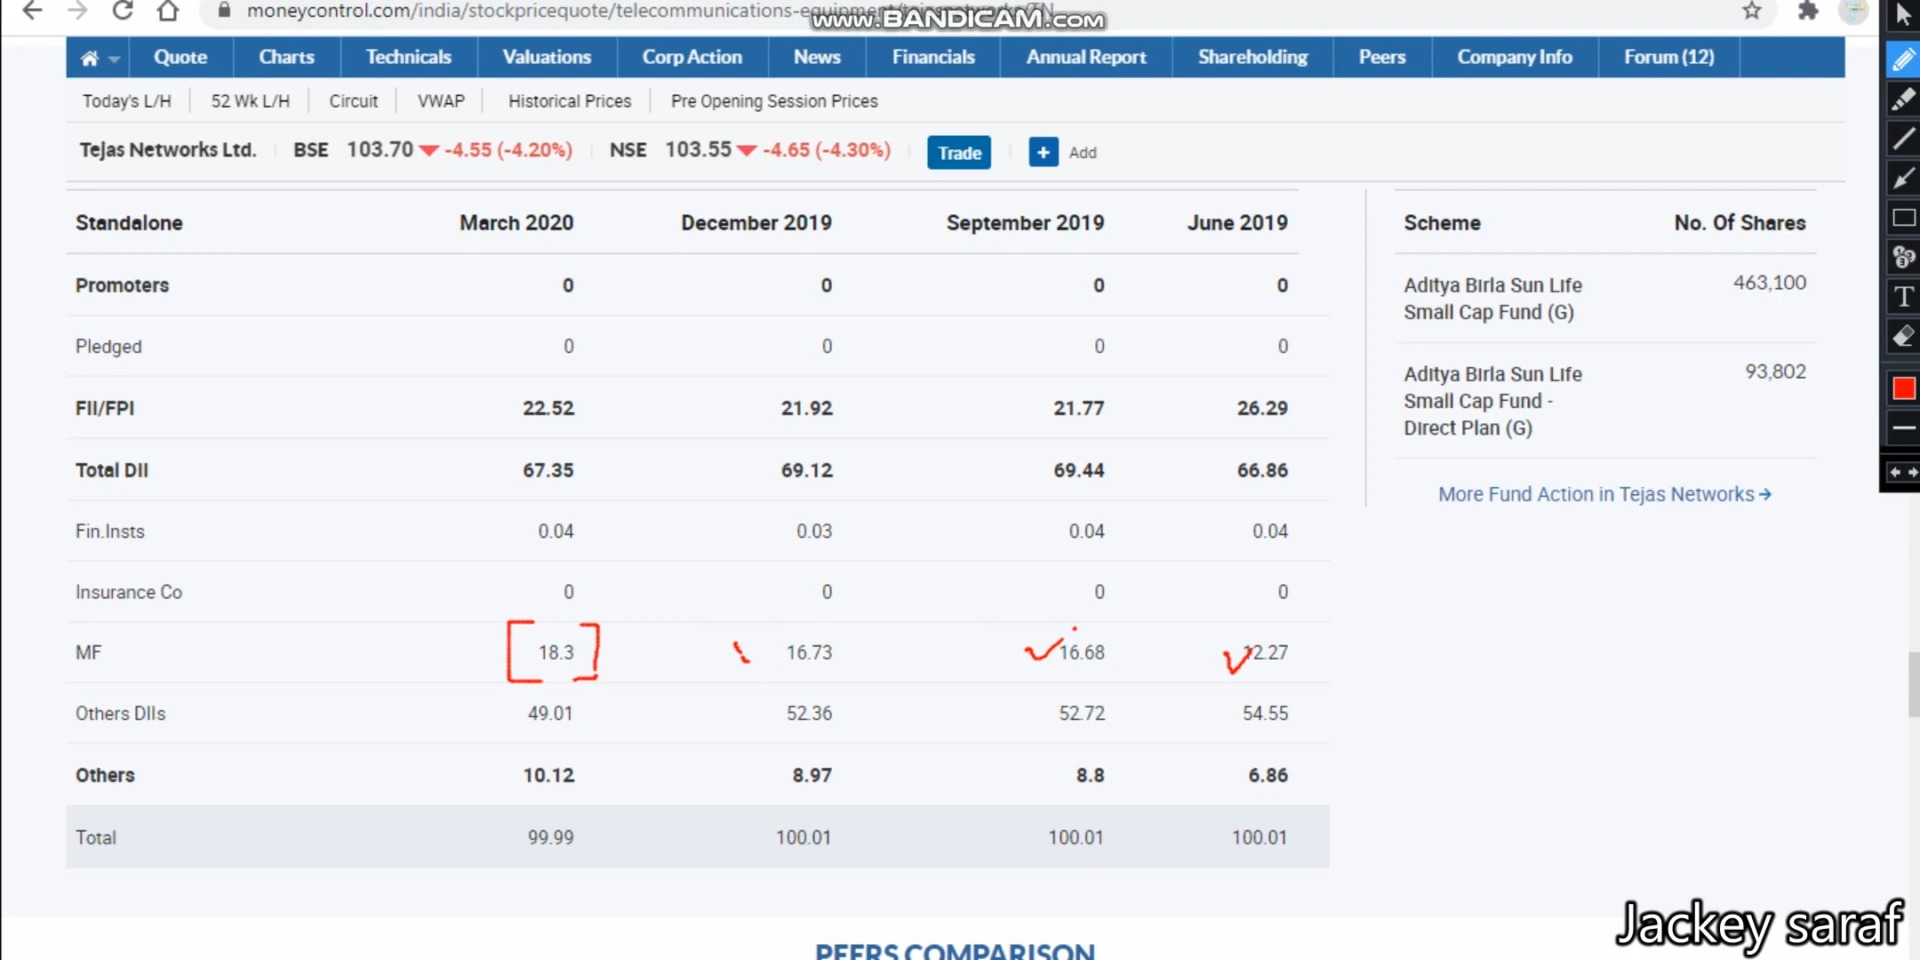 moneycontrol.com/india/stockpricequote/telecommunications-equipment/
www.BANDICAM.com
Quote Charts Technicals Valuations Corp Action News Financials Annual Report Shareholding Peers Company Info Forum (12)
Today's L/H 52 Wk L/H Circuit VWAP Historical Prices Pre Opening Session Prices
Tejas Networks Ltd. BSE 103.70 -4.55 (-4.20%) NSE 103.55 -4.65 (-4.30%) Trade + Add
Standalone March 2020 December 2019 September 2019 June 2019
Promoters 0 0 0 0
Pledged 0 0 0 0
FII/FPI 22.52 21.92 21.77 26.29
Total DII 67.35 69.12 69.44 66.86
Fin.Insts 0.04 0.03 0.04 0.04
Insurance Co 0 0 0 0
MF 18.3 16.73 16.68 12.27
Others DIIs 49.01 52.36 52.72 54.55
Others 10.12 8.97 8.8 6.86
Total 99.99 100.01 100.01 100.01
Scheme No. Of Shares
Aditya Birla Sun Life 463,100
Small Cap Fund (G)
Aditya Birla Sun Life 93,802
Small Cap Fund -
Direct Plan (G)
More Fund Action in Tejas Networks
T
Jackey saraf
PEERS COMPARISON